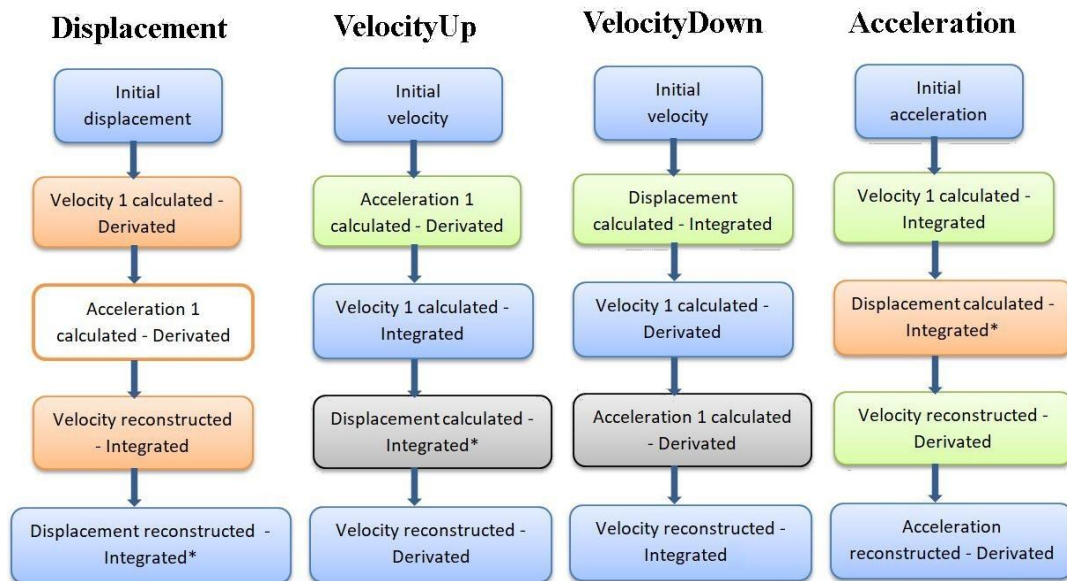 Displacement
Initial
displacement
Velocity 1 calculated -
Derivated
Acceleration 1
calculated - Derivated
Velocity reconstructed
- Integrated
Displacement reconstructed -
Integrated*
VelocityUp
Initial
velocity
Acceleration 1
calculated - Derivated
Velocity 1 calculated -
Integrated
Displacement calculated -
Integrated*
Velocity reconstructed -
Derivated
VelocityDown
Initial
velocity
Displacement
calculated - Integrated
Velocity 1 calculated -
Derivated
Acceleration 1 calculated
- Derivated
Velocity reconstructed -
Integrated
Acceleration
Initial
acceleration
Velocity 1 calculated -
Integrated
Displacement calculated -
Integrated*
Velocity reconstructed -
Derivated
Acceleration
reconstructed - Derivated